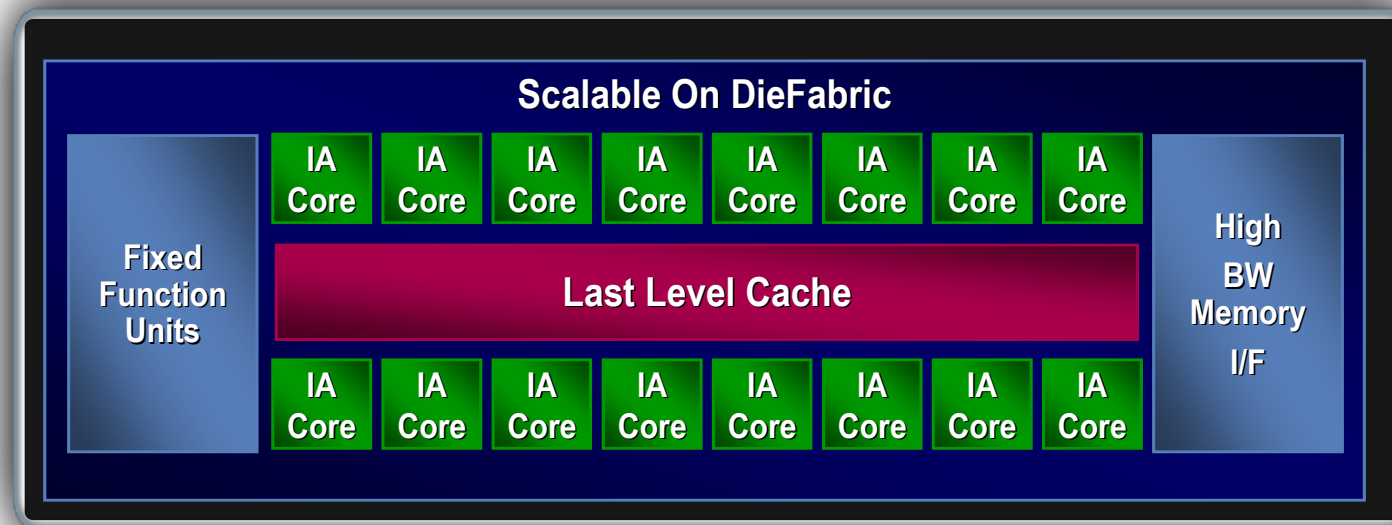 Scalable On DieFabric
IA
Core
IA
Core
IA
Core
IA
Core
IA
Core
IA
Core
IA
Core
IA
Core
Fixed
Function
Units
Last Level Cache
High
BW
Memory
I/F
IA
Core
IA
Core
IA
Core
IA
Core
IA
Core
IA
Core
IA
Core
IA
Core